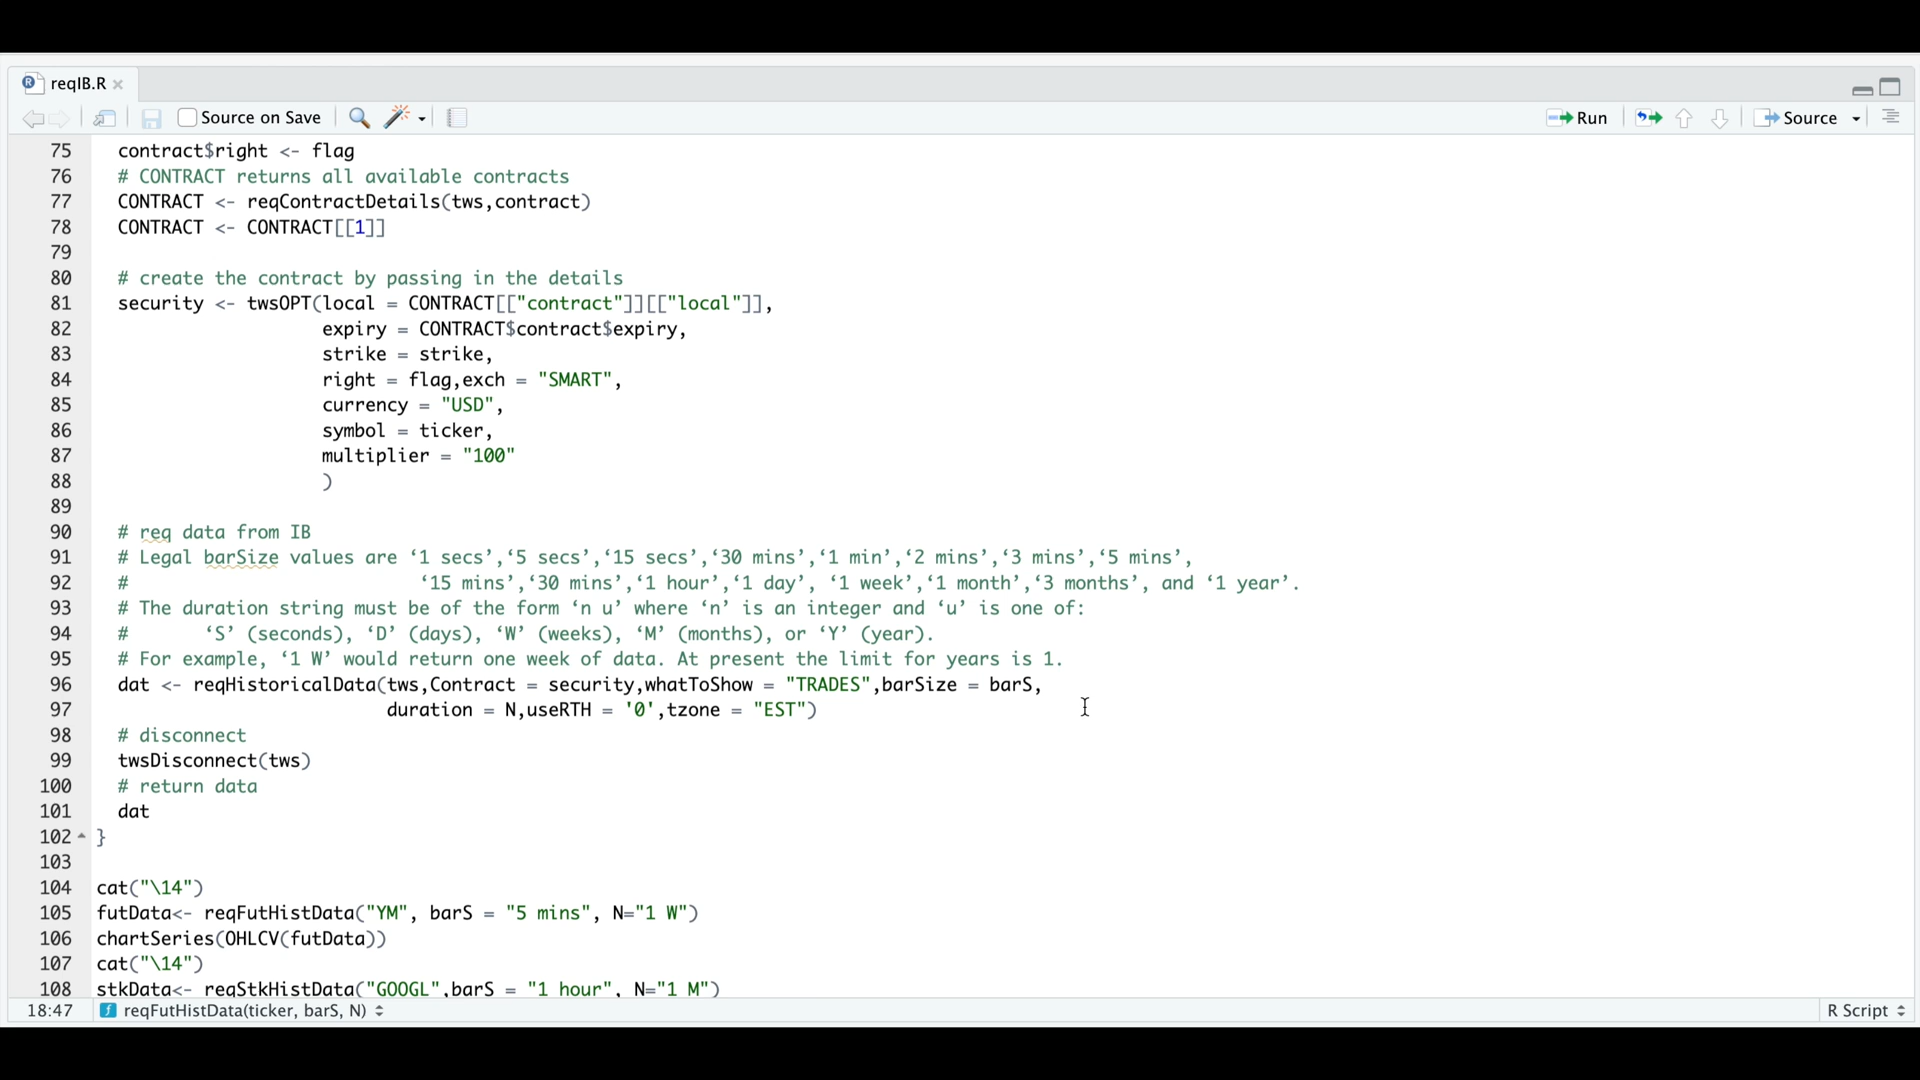 reqIB.R
Source on Save
Run
Source
75 contract$right <- flag
76 # CONTRACT returns all available contracts
77 CONTRACT <- reqContractDetails(tws,contract)
78 CONTRACT <- CONTRACT[[1]]
79
80 # create the contract by passing in the details
81 security <- twsOPT(local = CONTRACT[["contract"]][["local"]],
82 expiry = CONTRACT$contract$expiry,
83 strike = strike,
84 right = flag,exch = "SMART",
85 currency = "USD",
86 symbol = ticker,
87 multiplier = "100"
88 )
89
90 # req data from IB
91 # Legal barSize values are ‘1 secs’,‘5 secs’,‘15 secs’,‘30 mins’,‘1 min’,‘2 mins’,‘3 mins’,‘5 mins’,
92 # ‘15 mins’,‘30 mins’,‘1 hour’,‘1 day’, ‘1 week’,‘1 month’,‘3 months’, and ‘1 year’.
93 # The duration string must be of the form ‘n u’ where ‘n’ is an integer and ‘u’ is one of:
94 # ‘S’ (seconds), ‘D’ (days), ‘W’ (weeks), ‘M’ (months), or ‘Y’ (year).
95 # For example, ‘1 W’ would return one week of data. At present the limit for years is 1.
96 dat <- reqHistoricalData(tws,Contract = security,whatToShow = "TRADES",barSize = barS,
97 duration = N,useRTH = '0',tzone = "EST")
98 # disconnect
99 twsDisconnect(tws)
100 # return data
101 dat
102 }
103
104 cat("\14")
105 futData<- reqFutHistData("YM", barS = "5 mins", N="1 W")
106 chartSeries(OHLCV(futData))
107 cat("\14")
108 stkData<- reqStkHistData("GOOGL",barS = "1 hour", N="1 M")
18:47 reqFutHistData(ticker, barS, N)
R Script